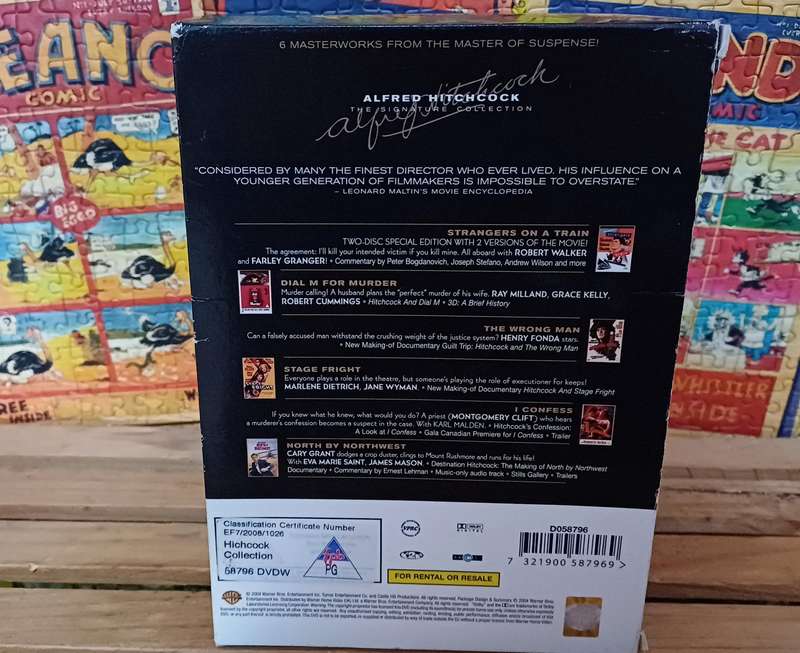 EANO
COMIC
BIG
EGGO
REE
INSIDE
ND
MIC
R CAT
6 MASTERWORKS FROM THE MASTER OF SUSPENSE!
alfred hitchcock
ALFRED HITCHCOCK
THE SIGNATURE COLLECTION
"CONSIDERED BY MANY THE FINEST DIRECTOR WHO EVER LIVED. HIS INFLUENCE ON A
YOUNGER GENERATION OF FILMMAKERS IS IMPOSSIBLE TO OVERSTATE."
– LEONARD MALTIN'S MOVIE ENCYCLOPEDIA
STRANGERS ON A TRAIN
TWO-DISC SPECIAL EDITION WITH 2 VERSIONS OF THE MOVIE!
The agreement: I'll kill your intended victim if you kill mine. All aboard with ROBERT WALKER
and FARLEY GRANGER! • Commentary by Peter Bogdanovich, Joseph Stefano, Andrew Wilson and more
DIAL M FOR MURDER
Murder calling! A husband plans the "perfect" murder of his wife. RAY MILLAND, GRACE KELLY,
ROBERT CUMMINGS • Hitchcock And Dial M • 3D: A Brief History
THE WRONG MAN
Can a falsely accused man withstand the crushing weight of the justice system? HENRY FONDA stars.
• New Making-of Documentary Guilt Trip: Hitchcock and The Wrong Man
STAGE FRIGHT
Everyone plays a role in the theatre, but someone's playing the role of executioner for keeps!
MARLENE DIETRICH, JANE WYMAN. • New Making-of Documentary Hitchcock And Stage Fright
I CONFESS
If you knew what he knew, what would you do? A priest (MONTGOMERY CLIFT) who hears
a murderer's confession becomes a suspect in the case. With KARL MALDEN. • Hitchcock's Confession:
A Look at I Confess • Gala Canadian Premiere for I Confess • Trailer
NORTH BY NORTHWEST
CARY GRANT dodges a crop duster, clings to Mount Rushmore and runs for his life!
With EVA MARIE SAINT, JAMES MASON. • Destination Hitchcock: The Making of North by Northwest
Documentary • Commentary by Ernest Lehman • Music-only audio track • Stills Gallery • Trailers
Classification Certificate Number
EF7/2006/1026
Hichcock
Collection
58796 DVDW
PG
VPRC
DOLBY
DIGITAL
FOR RENTAL OR RESALE
D058796
7 321900 587969 >